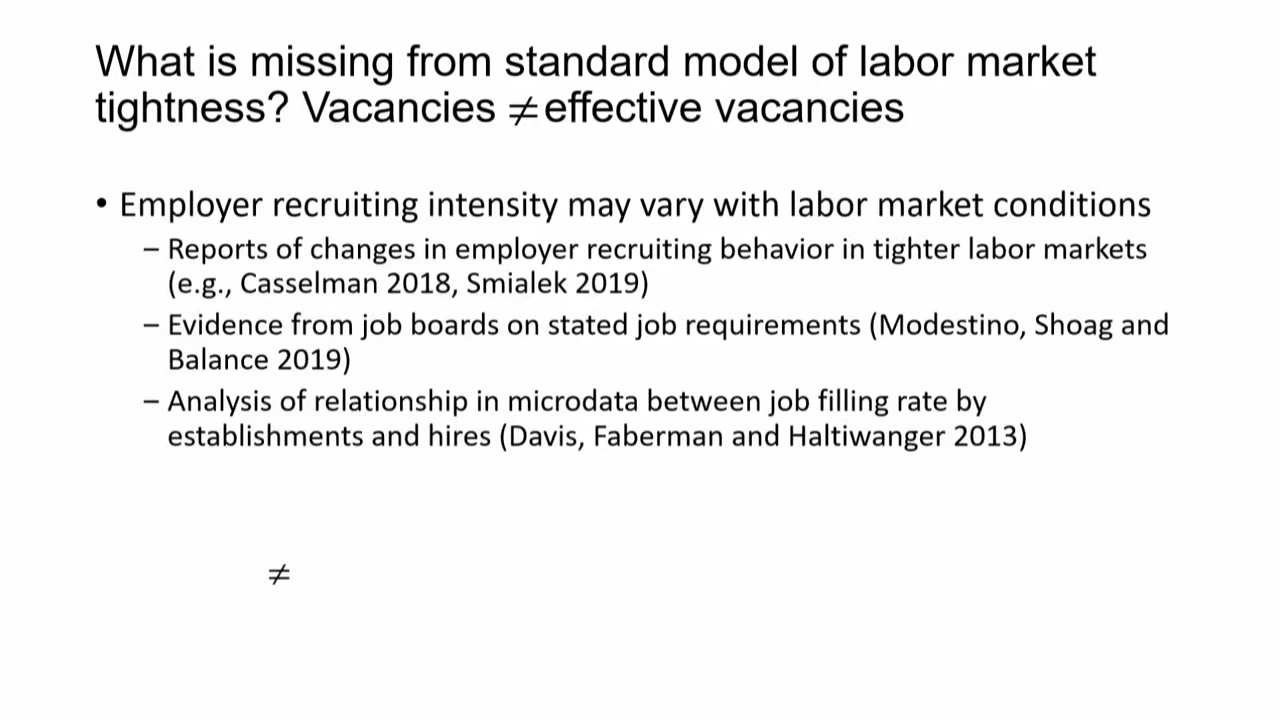 What is missing from standard model of labor market
tightness? Vacancies ≠ effective vacancies
• Employer recruiting intensity may vary with labor market conditions
– Reports of changes in employer recruiting behavior in tighter labor markets
(e.g., Casselman 2018, Smialek 2019)
– Evidence from job boards on stated job requirements (Modestino, Shoag and
Balance 2019)
– Analysis of relationship in microdata between job filling rate by
establishments and hires (Davis, Faberman and Haltiwanger 2013)
≠